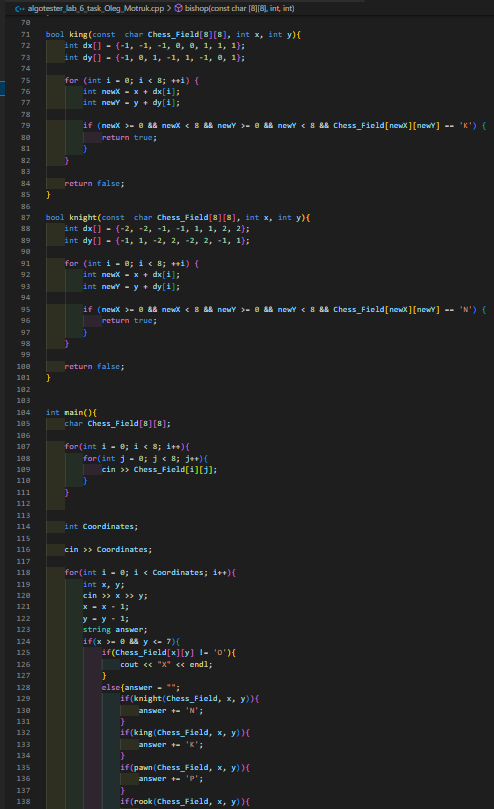 algotester_lab_6_task_Oleg_Motruk.cpp > bishop(const char [8][8], int, int)
70
71 bool king(const  char Chess_Field[8][8], int x, int y){
72 int dx[] = {-1, -1, -1, 0, 0, 1, 1, 1};
73 int dy[] = {-1, 0, 1, -1, 1, -1, 0, 1};
74
75 for (int i = 0; i < 8; ++i) {
76 int newX = x + dx[i];
77 int newY = y + dy[i];
78
79 if (newX >= 0 && newX < 8 && newY >= 0 && newY < 8 && Chess_Field[newX][newY] == 'K') {
80 return true;
81 }
82 }
83
84 return false;
85 }
86
87 bool knight(const  char Chess_Field[8][8], int x, int y){
88 int dx[] = {-2, -2, -1, -1, 1, 1, 2, 2};
89 int dy[] = {-1, 1, -2, 2, -2, 2, -1, 1};
90
91 for (int i = 0; i < 8; ++i) {
92 int newX = x + dx[i];
93 int newY = y + dy[i];
94
95 if (newX >= 0 && newX < 8 && newY >= 0 && newY < 8 && Chess_Field[newX][newY] == 'N') {
96 return true;
97 }
98 }
99
100 return false;
101 }
102
103
104 int main(){
105 char Chess_Field[8][8];
106
107 for(int i = 0; i < 8; i++){
108 for(int j = 0; j < 8; j++){
109 cin >> Chess_Field[i][j];
110 }
111 }
112
113
114 int Coordinates;
115
116 cin >> Coordinates;
117
118 for(int i = 0; i < Coordinates; i++){
119 int x, y;
120 cin >> x >> y;
121 x = x - 1;
122 y = y - 1;
123 string answer;
124 if(x >= 0 && y <= 7){
125 if(Chess_Field[x][y] != 'O'){
126 cout << "X" << endl;
127 }
128 else{answer = "";
129 if(knight(Chess_Field, x, y)){
130 answer += 'N';
131 }
132 if(king(Chess_Field, x, y)){
133 answer += 'K';
134 }
135 if(pawn(Chess_Field, x, y)){
136 answer += 'P';
137 }
138 if(rook(Chess_Field, x, y)){